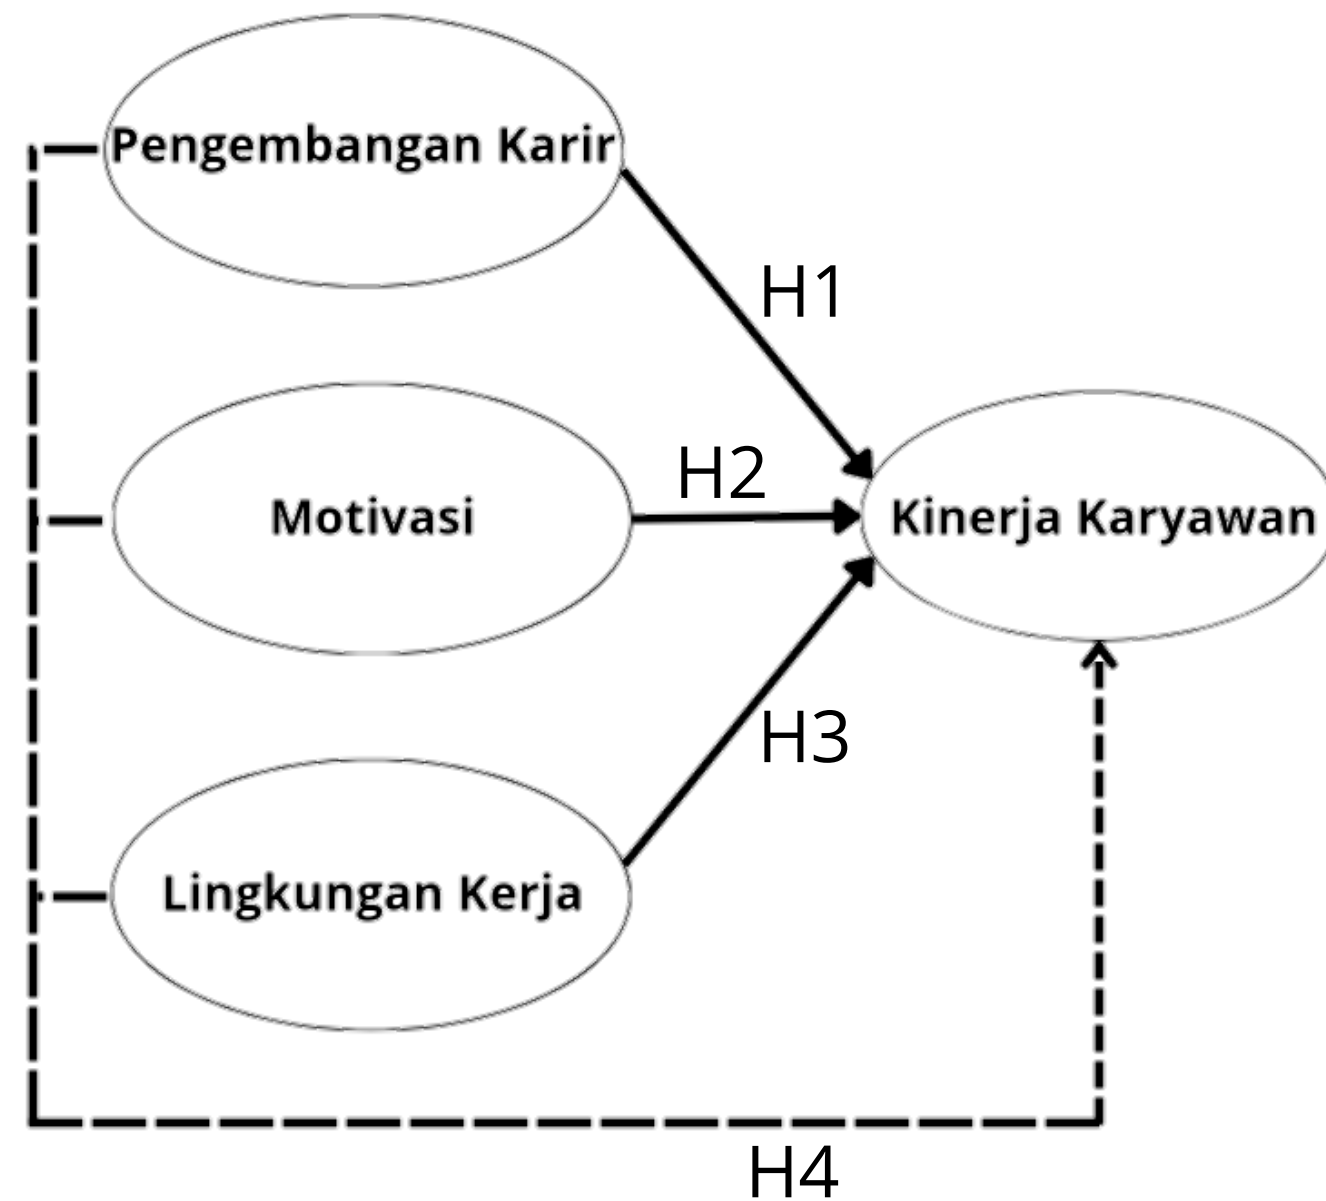 Pengembangan Karir
H1
H2
Motivasi
Kinerja Karyawan
H3
Lingkungan Kerja
H4